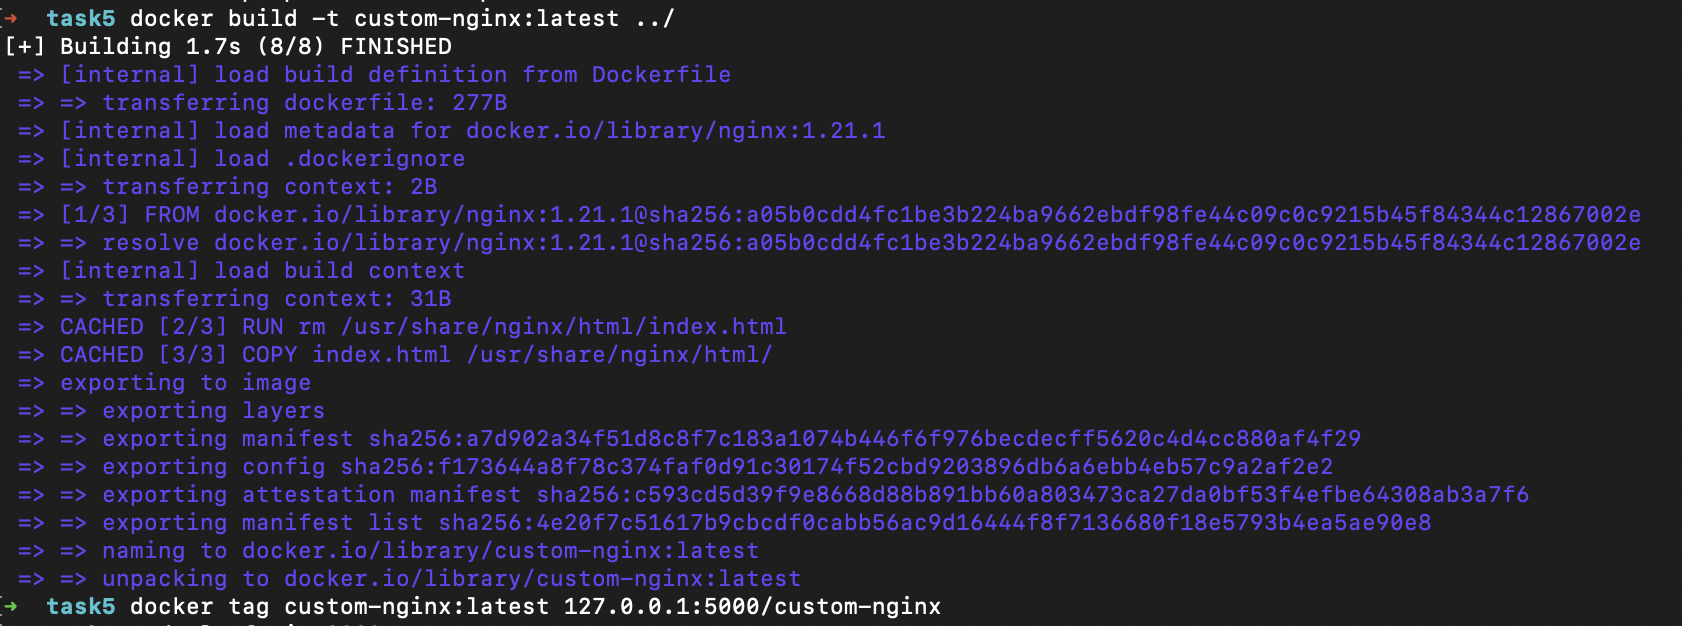 [→  task5 docker build -t custom-nginx:latest ../
[+] Building 1.7s (8/8) FINISHED
 => [internal] load build definition from Dockerfile
 => => transferring dockerfile: 277B
 => [internal] load metadata for docker.io/library/nginx:1.21.1
 => [internal] load .dockerignore
 => => transferring context: 2B
 => [1/3] FROM docker.io/library/nginx:1.21.1@sha256:a05b0cdd4fc1be3b224ba9662ebdf98fe44c09c0c9215b45f84344c12867002e
 => => resolve docker.io/library/nginx:1.21.1@sha256:a05b0cdd4fc1be3b224ba9662ebdf98fe44c09c0c9215b45f84344c12867002e
 => [internal] load build context
 => => transferring context: 31B
 => CACHED [2/3] RUN rm /usr/share/nginx/html/index.html
 => CACHED [3/3] COPY index.html /usr/share/nginx/html/
 => exporting to image
 => => exporting layers
 => => exporting manifest sha256:a7d902a34f51d8c8f7c183a1074b446f6f976becdecff5620c4d4cc880af4f29
 => => exporting config sha256:f173644a8f78c374faf0d91c30174f52cbd9203896db6a6ebb4eb57c9a2af2e2
 => => exporting attestation manifest sha256:c593cd5d39f9e8668d88b891bb60a803473ca27da0bf53f4efbe64308ab3a7f6
 => => exporting manifest list sha256:4e20f7c51617b9cbcdf0cabb56ac9d16444f8f7136680f18e5793b4ea5ae90e8
 => => naming to docker.io/library/custom-nginx:latest
 => => unpacking to docker.io/library/custom-nginx:latest
[→  task5 docker tag custom-nginx:latest 127.0.0.1:5000/custom-nginx